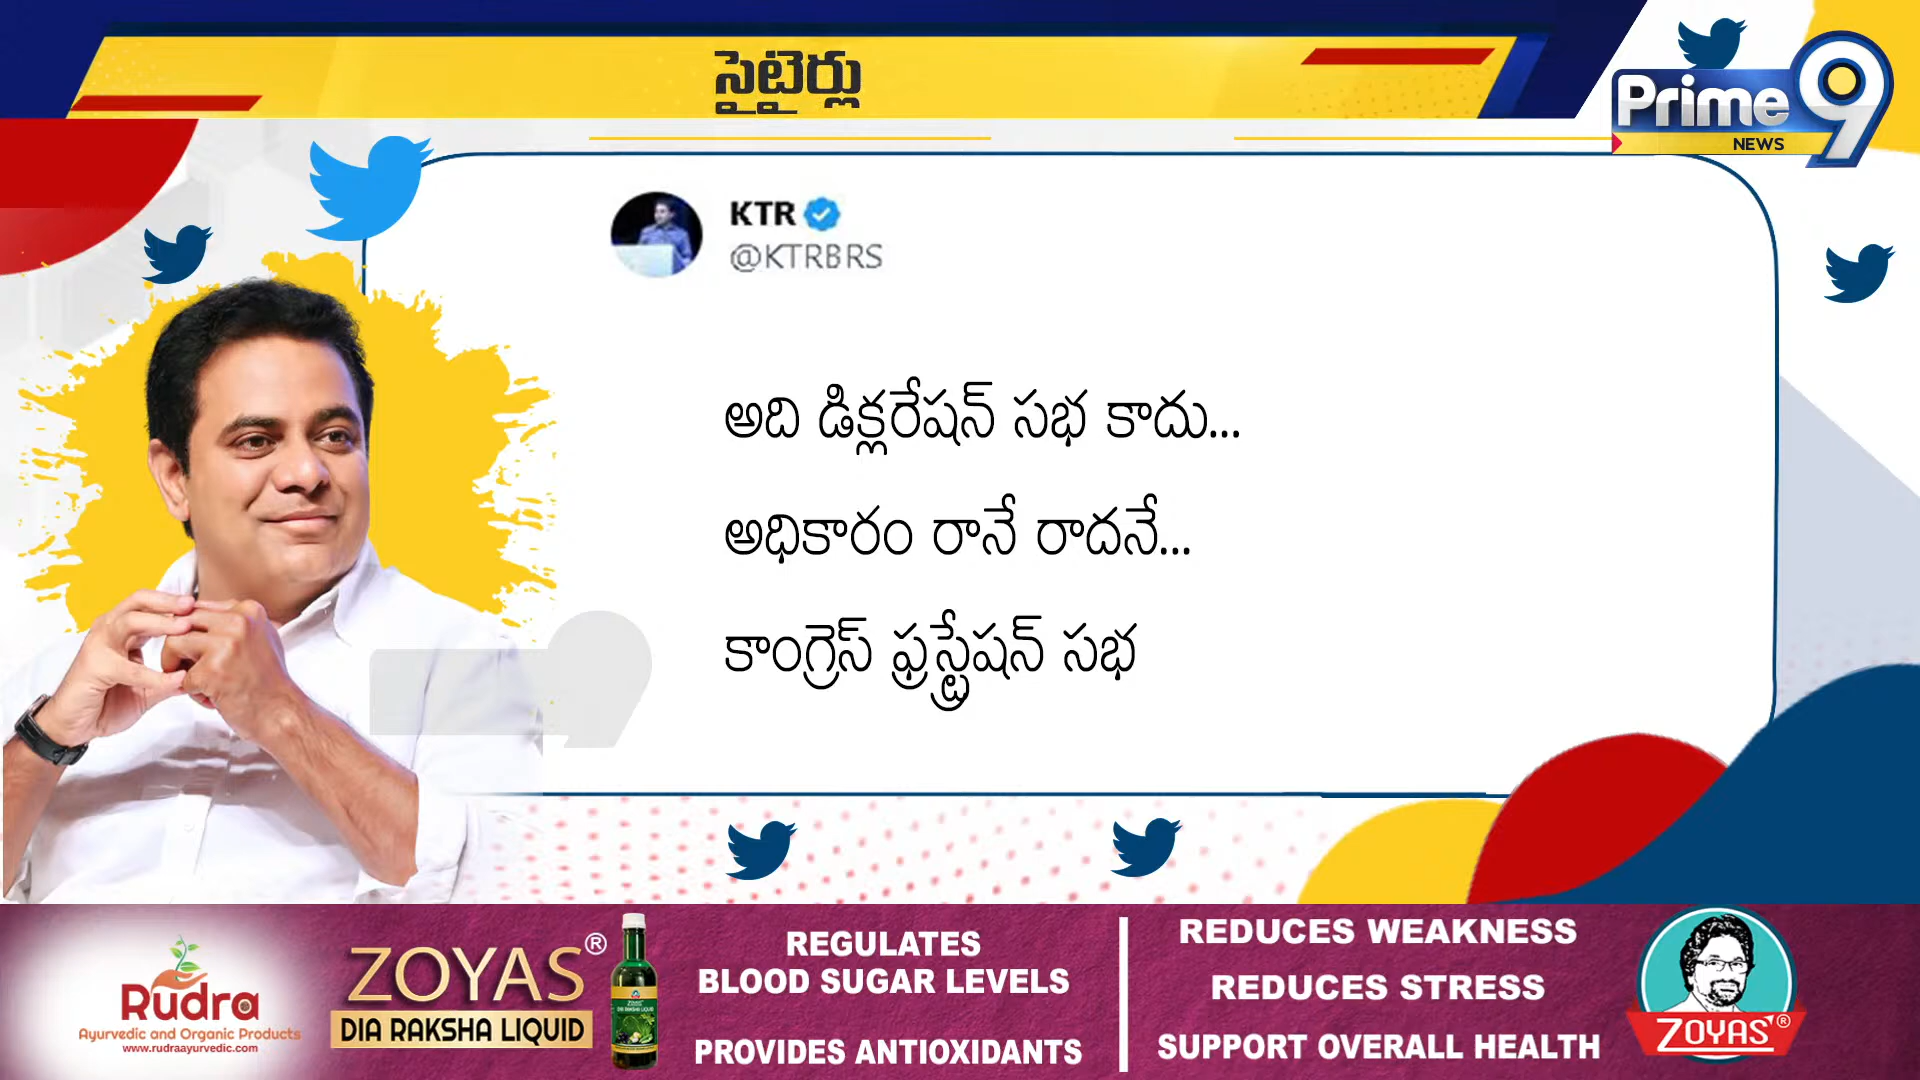 సైటైర్లు
Prime9
NEWS
KTR
@KTRBRS
అది డిక్లరేషన్ సభ కాదు...
అధికారం రానే రాదనే...
కాంగ్రెస్ ఫ్రస్ట్రేషన్ సభ
Rudra
Ayurvedic and Organic Products
www.rudraayurvedic.com
ZOYAS®
DIA RAKSHA LIQUID
REGULATES
BLOOD SUGAR LEVELS
PROVIDES ANTIOXIDANTS
REDUCES WEAKNESS
REDUCES STRESS
SUPPORT OVERALL HEALTH
ZOYAS®